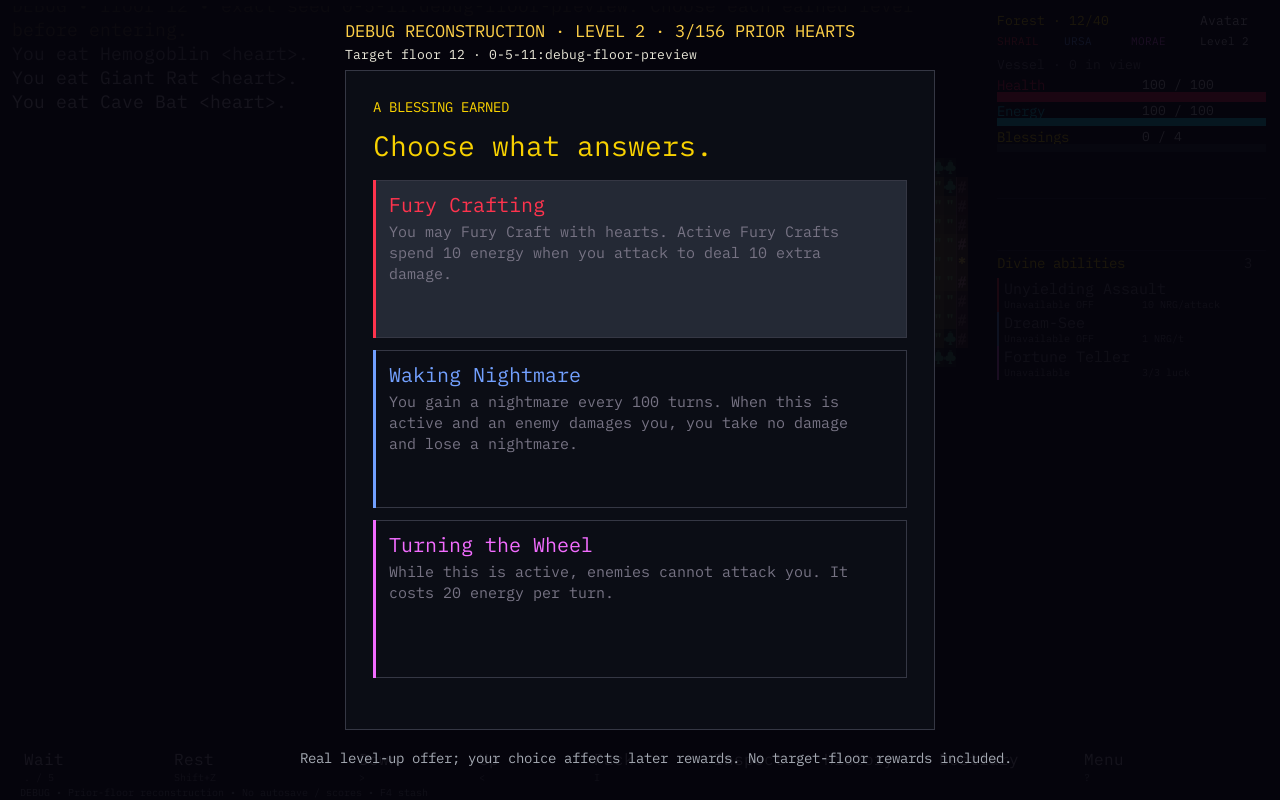 before entering.
You eat Hemogoblin <heart>.
You eat Giant Rat <heart>.
You eat Cave Bat <heart>.
DEBUG RECONSTRUCTION · LEVEL 2 · 3/156 PRIOR HEARTS
Target floor 12 · 0-5-11:debug-floor-preview
A BLESSING EARNED
Choose what answers.
Fury Crafting
You may Fury Craft with hearts. Active Fury Crafts
spend 10 energy when you attack to deal 10 extra
damage.
Waking Nightmare
You gain a nightmare every 100 turns. When this is
active and an enemy damages you, you take no damage
and lose a nightmare.
Turning the Wheel
While this is active, enemies cannot attack you. It
costs 20 energy per turn.
Forest · 12/40 Avatar
URSA MURAE Level 2
Vessel · 0 in view
Health 100 / 100
Energy 100 / 100
Blessings 0 / 4
Divine abilities 3
Unyielding Assault
Dream-See
Fortune Teller
Real level-up offer; your choice affects later rewards. No target-floor rewards included.
Wait Rest Menu